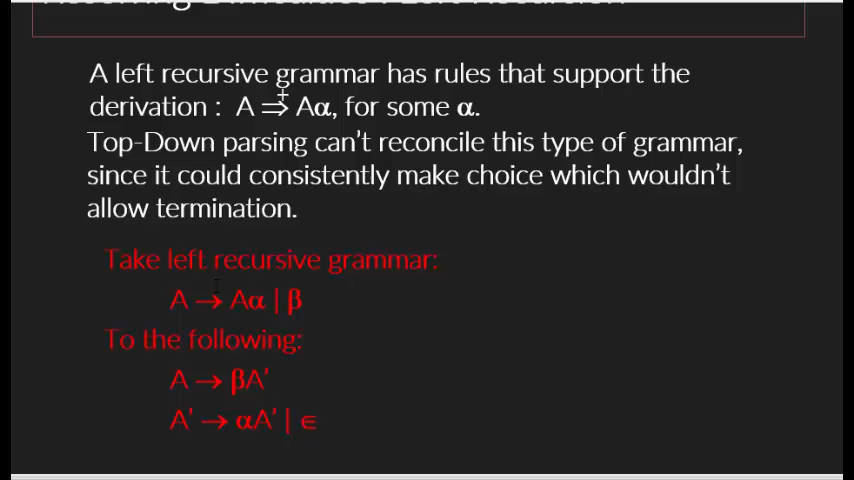 A left recursive grammar has rules that support the
derivation : A ⇒+ Aα, for some α.
Top-Down parsing can't reconcile this type of grammar,
since it could consistently make choice which wouldn't
allow termination.
Take left recursive grammar:
A → Aα | β
To the following:
A → βA'
A' → αA' | ∈